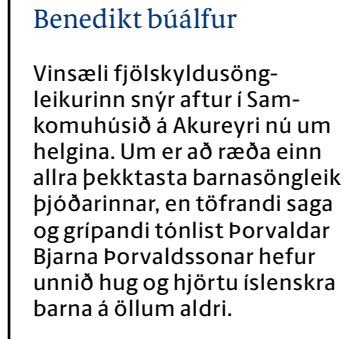 Benedikt búálfur
Vinsæli fjölskyldusöng-
leikurinn snýr aftur í Sam-
komuhúsið á Akureyri nú um
helgina. Um er að ræða einn
allra þekktasta barnasöngleik
þjóðarinnar, en töfrandi saga
og grípandi tónlist Þorvaldar
Bjarna Þorvaldssonar hefur
unnið hug og hjörtu íslenskra
barna á öllum aldri.